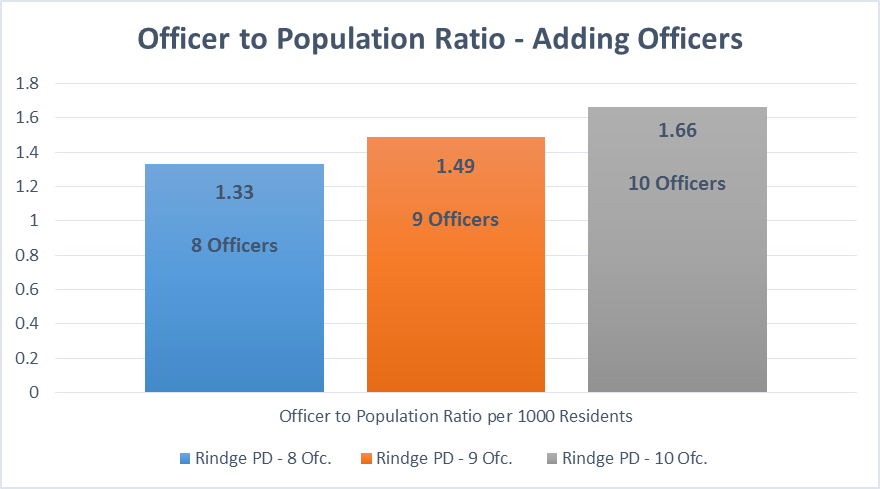 Officer to Population Ratio - Adding Officers
1.8
1.6
1.4
1.2
1
0.8
0.6
0.4
0.2
0
1.33
8 Officers
1.49
9 Officers
1.66
10 Officers
Officer to Population Ratio per 1000 Residents
Rindge PD - 8 Ofc. Rindge PD - 9 Ofc. Rindge PD - 10 Ofc.